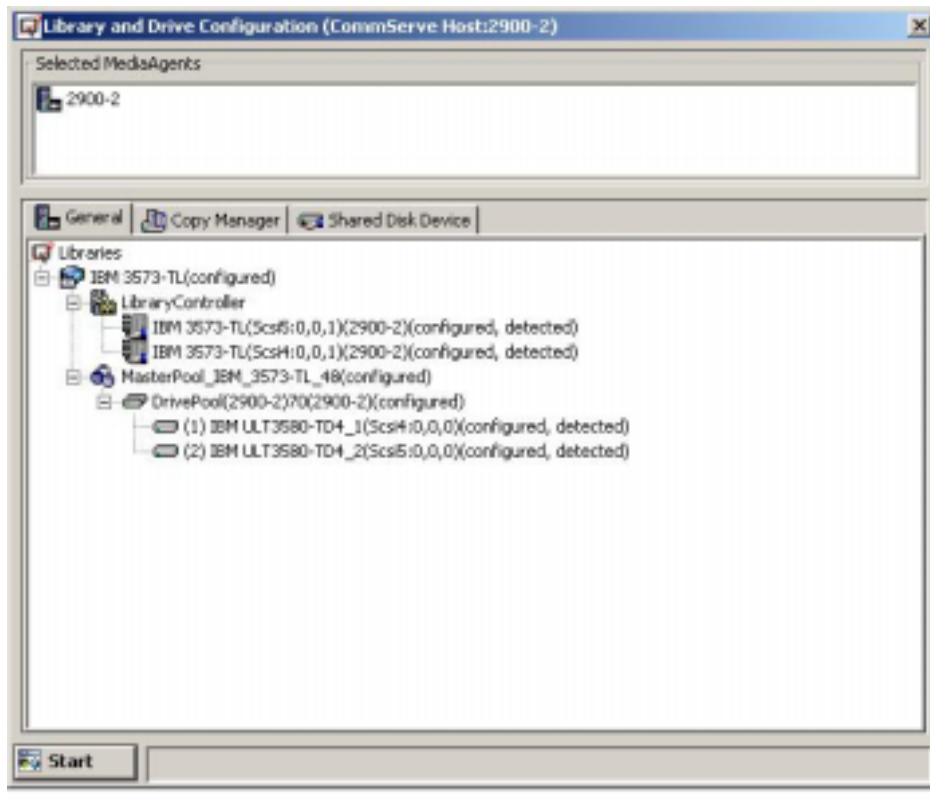 Library and Drive Configuration (CommServe Host:2900-2)
Selected MediaAgents
2900-2
General Copy Manager Shared Disk Device
Libraries
IBM 3573-TL(configured)
LibraryController
IBM 3573-TL(Scsi5:0,0,1)(2900-2)(configured, detected)
IBM 3573-TL(Scsi4:0,0,1)(2900-2)(configured, detected)
MasterPool_IBM_3573-TL_48(configured)
DrivePool(2900-2)70(2900-2)(configured)
(1) IBM ULT3580-TD4_1(Scsi4:0,0,0)(configured, detected)
(2) IBM ULT3580-TD4_2(Scsi5:0,0,0)(configured, detected)
Start